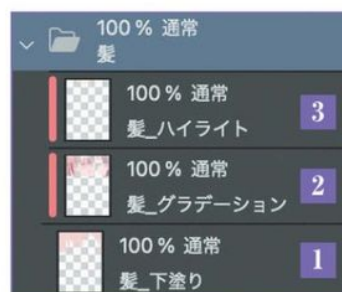 100 % 通常
髪
100 % 通常
髪_ハイライト
3
100 % 通常
髪_グラデーション
2
100 % 通常
髪_下塗り
1